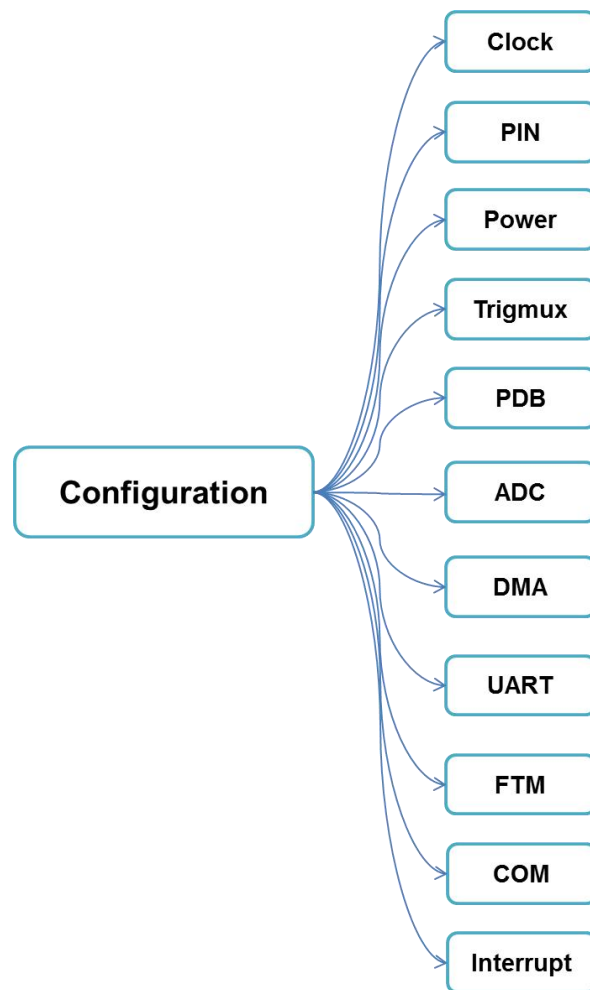 Clock
PIN
Power
Trigmux
PDB
Configuration
ADC
DMA
UART
FTM
COM
Interrupt